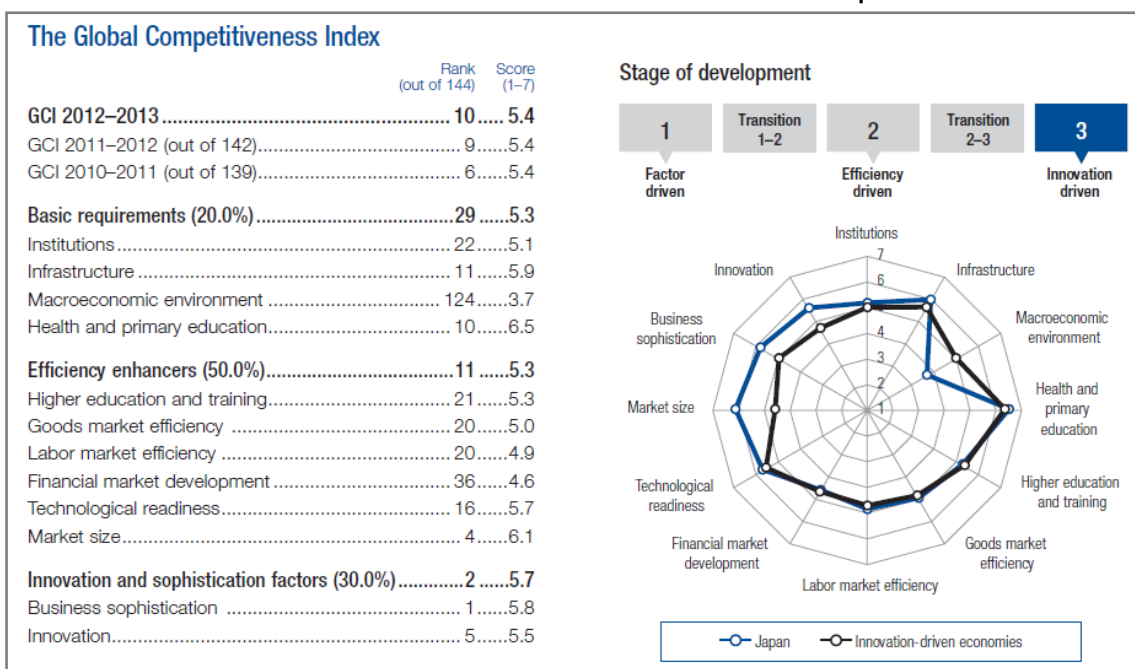 The Global Competitiveness Index
Rank Score
(out of 144) (1–7)
GCI 2012–2013 10 5.4
GCI 2011–2012 (out of 142) 9 5.4
GCI 2010–2011 (out of 139) 6 5.4
Basic requirements (20.0%) 29 5.3
Institutions 22 5.1
Infrastructure 11 5.9
Macroeconomic environment 124 3.7
Health and primary education 10 6.5
Efficiency enhancers (50.0%) 11 5.3
Higher education and training 21 5.3
Goods market efficiency 20 5.0
Labor market efficiency 20 4.9
Financial market development 36 4.6
Technological readiness 16 5.7
Market size 4 6.1
Innovation and sophistication factors (30.0%) 2 5.7
Business sophistication 1 5.8
Innovation 5 5.5
Stage of development
1
Transition
1–2
2
Transition
2–3
3
Factor
driven
Efficiency
driven
Innovation
driven
Institutions
Infrastructure
Macroeconomic
environment
Health and
primary
education
Higher education
and training
Goods market
efficiency
Labor market efficiency
Financial market
development
Technological
readiness
Market size
Business
sophistication
Innovation
7
6
4
3
2
1
Japan
Innovation-driven economies